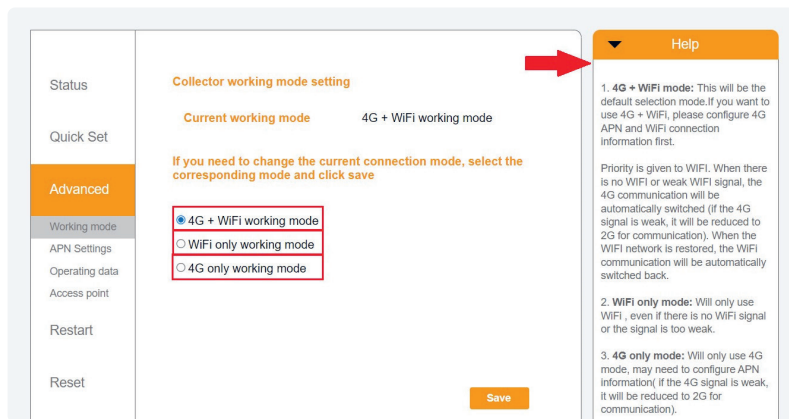 Status
Quick Set
Advanced
Working mode
APN Settings
Operating data
Access point
Restart
Reset
Collector working mode setting
Current working mode 4G + WiFi working mode
If you need to change the current connection mode, select the
corresponding mode and click save
4G + WiFi working mode
WiFi only working mode
4G only working mode
Save
Help
1. 4G + WiFi mode: This will be the
default selection mode.If you want to
use 4G + WiFi, please configure 4G
APN and WiFi connection
information first.
Priority is given to WIFI. When there
is no WIFI or weak WIFI signal, the
4G communication will be
automatically switched (if the 4G
signal is weak, it will be reduced to
2G for communication). When the
WIFI network is restored, the WiFi
communication will be automatically
switched back.
2. WiFi only mode: Will only use
WiFi , even if there is no WiFi signal
or the signal is too weak.
3. 4G only mode: Will only use 4G
mode, may need to configure APN
information( if the 4G signal is weak,
it will be reduced to 2G for
communication).